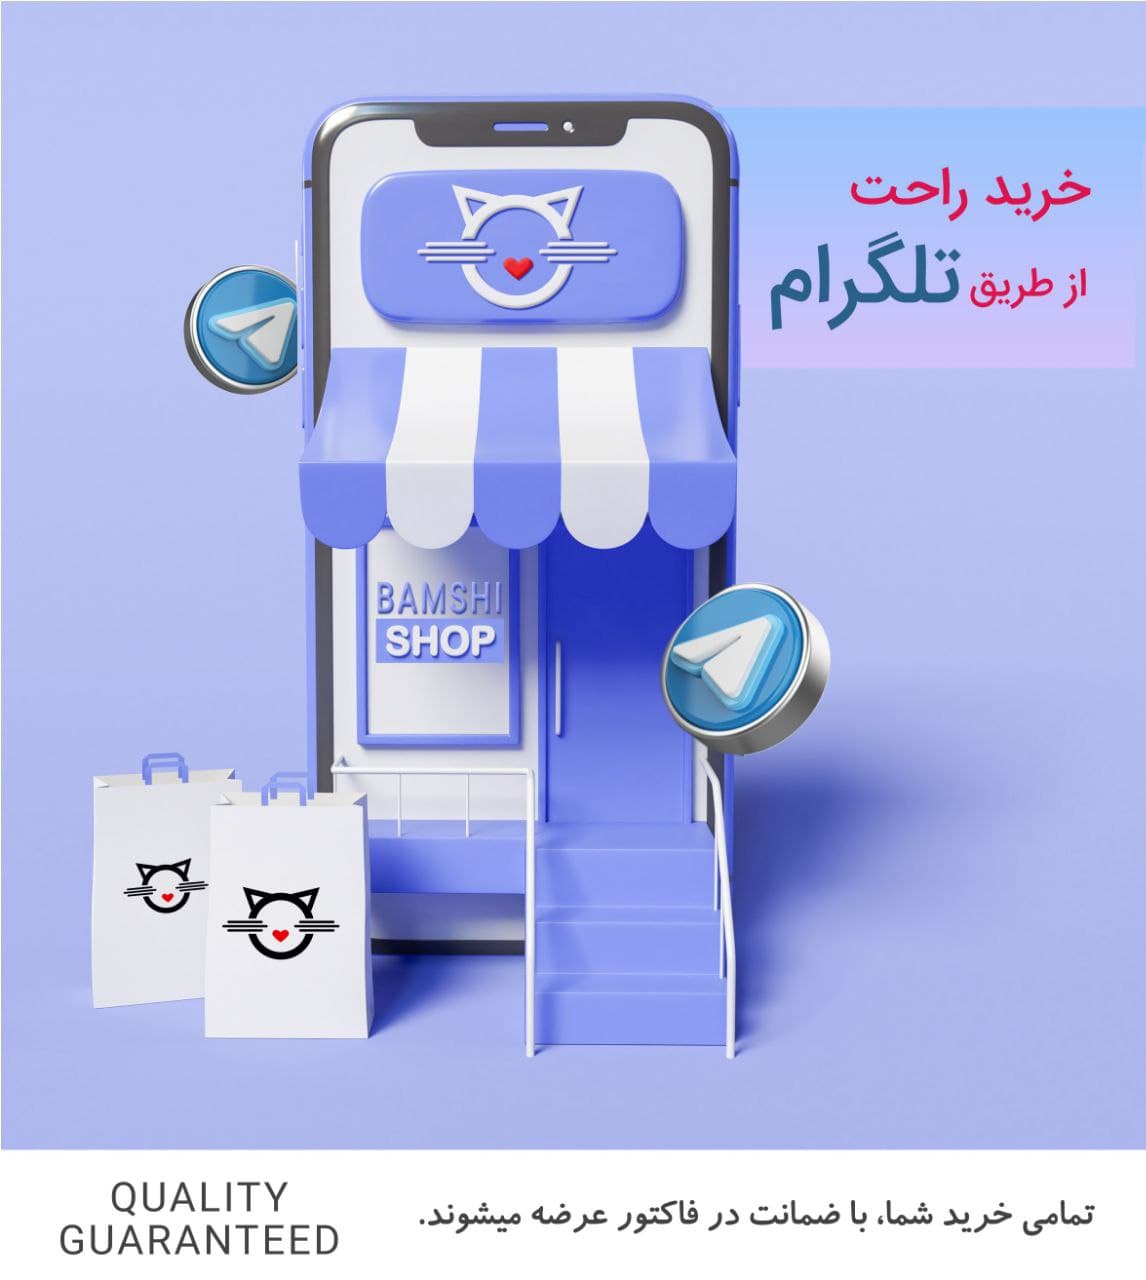 خرید راحت
از طریق تلگرام
BAMSHI
SHOP
تمامی خرید شما، با ضمانت در فاکتور عرضه میشوند.
QUALITY
GUARANTEED